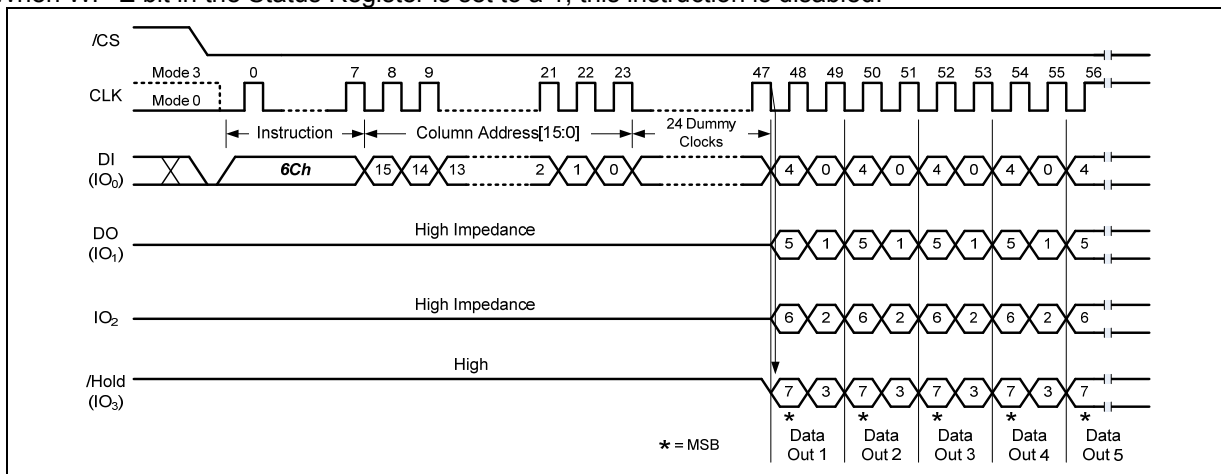 when WP-E bit in the Status Register is set to a 1, this instruction is disabled.
/CS
Mode 3 0 7 8 9 21 22 23 47 48 49 50 51 52 53 54 55 56
CLK Mode 0
Instruction Column Address[15:0] 24 Dummy Clocks
DI (IO0) 6Ch 15 14 13 2 1 0 4 0 4 0 4 0 4 0 4
DO (IO1) High Impedance 5 1 5 1 5 1 5 1 5
IO2 High Impedance 6 2 6 2 6 2 6 2 6
/Hold (IO3) High 7 3 7 3 7 3 7 3 7
* * * * *
* = MSB Data Out 1 Data Out 2 Data Out 3 Data Out 4 Data Out 5